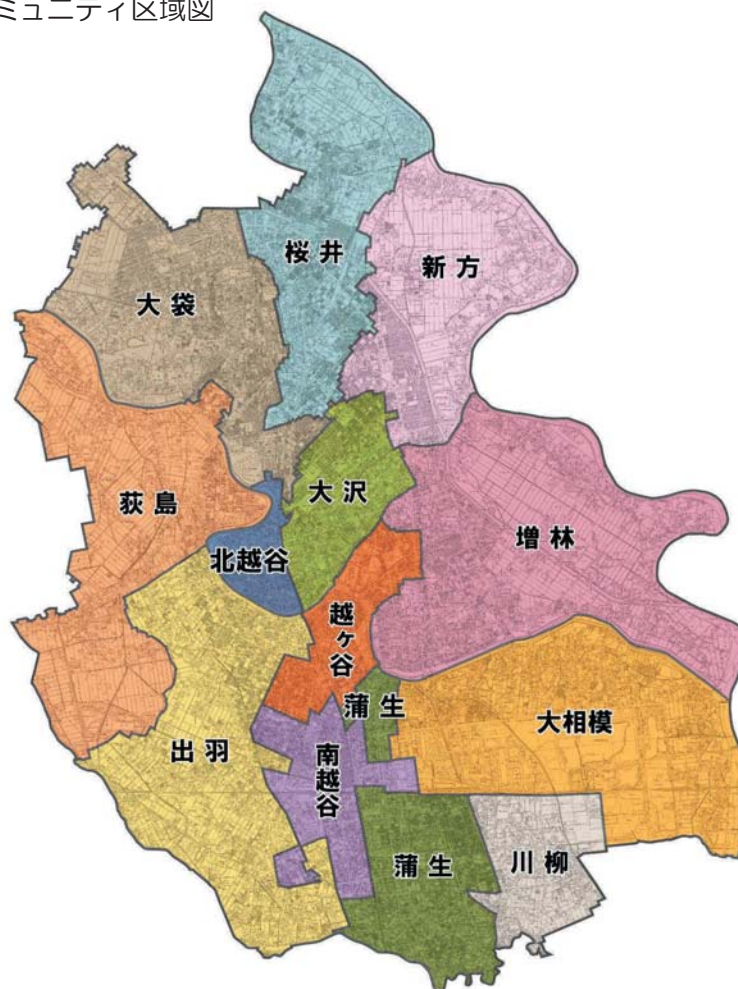 ミュニティ区域図
桜井
新方
大袋
大沢
荻島
増林
北越谷
越ヶ谷
蒲生
大相模
出羽
南越谷
蒲生
川柳